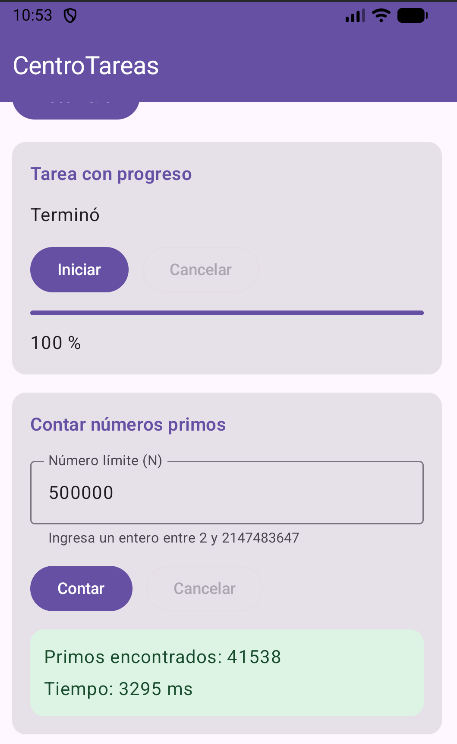 10:53
CentroTareas
Tarea con progreso
Terminó
Iniciar Cancelar
100 %
Contar números primos
Número límite (N)
500000
Ingresa un entero entre 2 y 2147483647
Contar Cancelar
Primos encontrados: 41538
Tiempo: 3295 ms